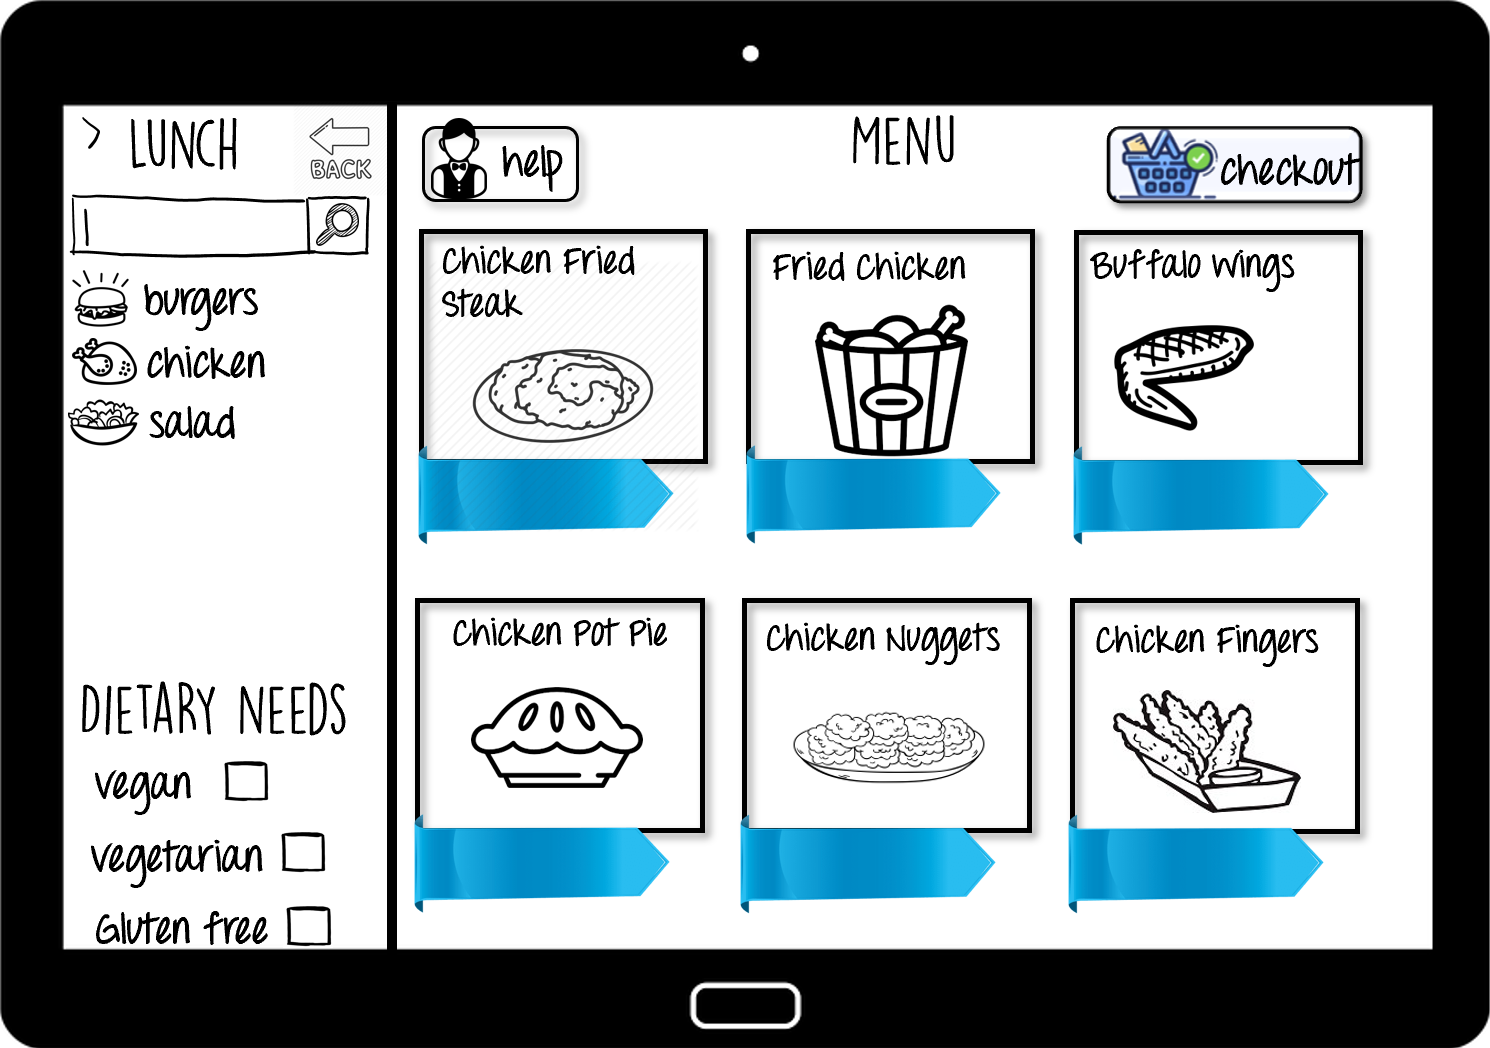 > LUNCH
BACK
burgers
chicken
salad
DIETARY NEEDS
vegan
vegetarian
Gluten free
help
MENU
checkout
Chicken Fried
Steak
Fried Chicken
Buffalo Wings
Chicken Pot Pie
Chicken Nuggets
Chicken Fingers